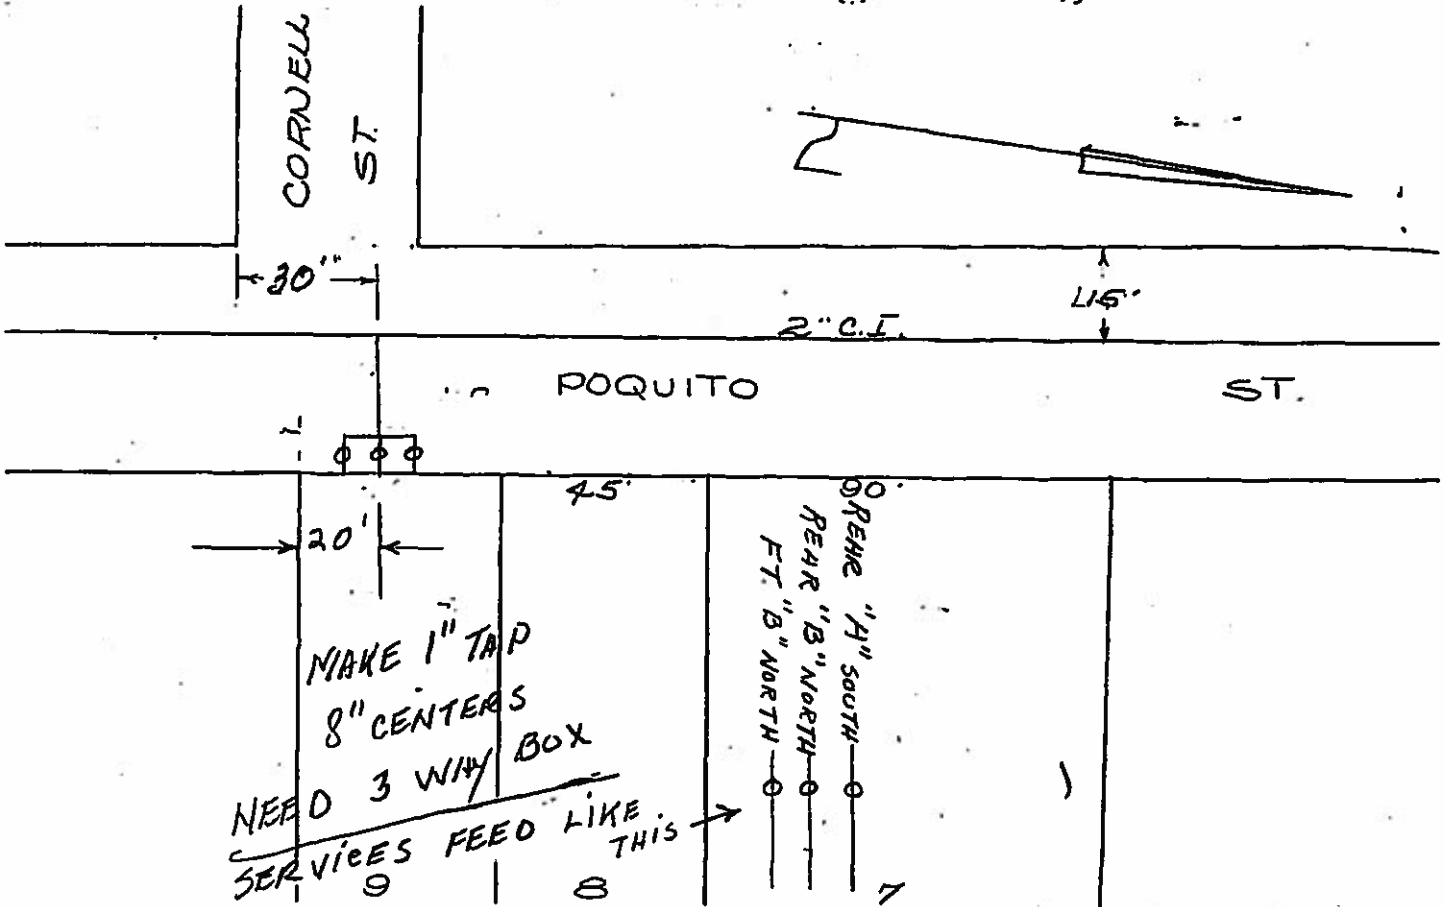 CORNELL
ST.
30'"
2" C.I.
POQUITO
ST.
45'
90'
20'
REAR "A" SOUTH
REAR "B" NORTH
FT "B" NORTH
MAKE 1" TAP
8" CENTERS
NEED 3 WAY BOX
SERVICES FEED LIKE
THIS
9
8
7